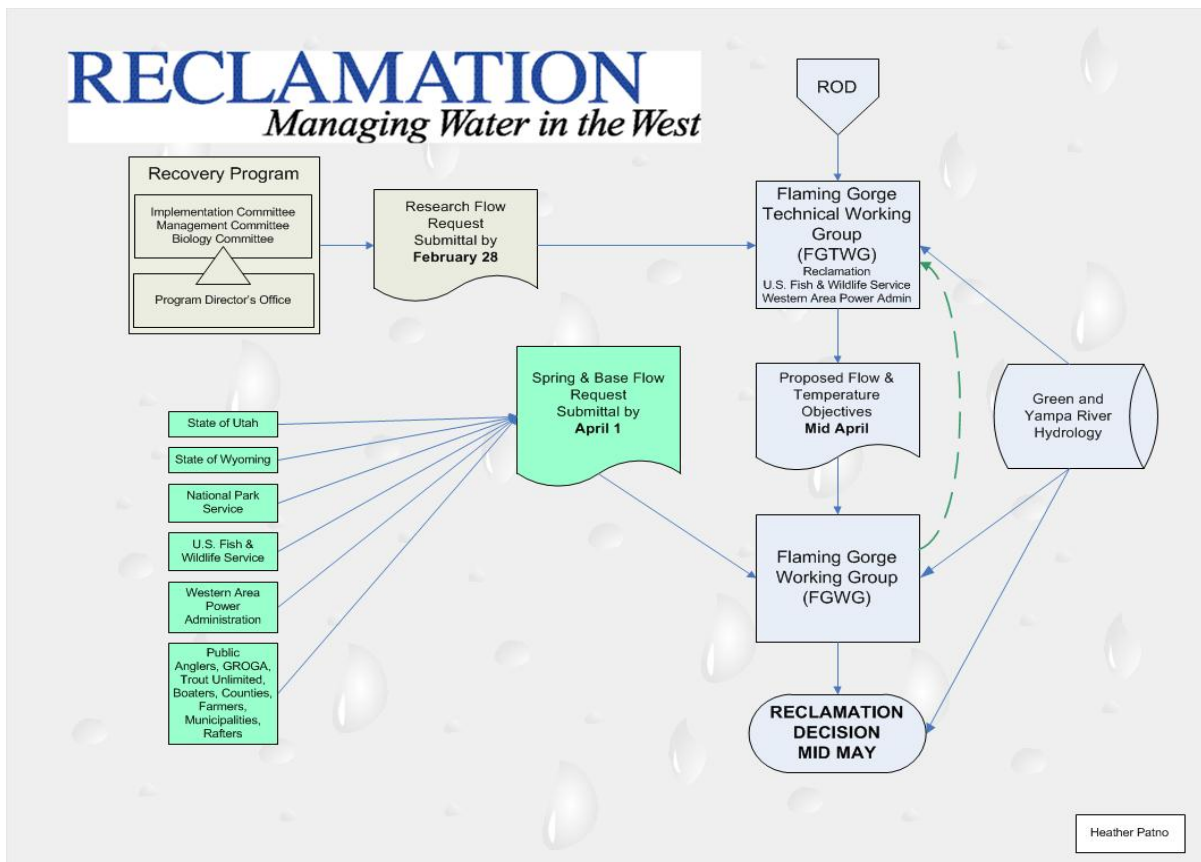 RECLAMATION
Managing Water in the West
ROD
Recovery Program
Implementation Committee
Management Committee
Biology Committee
Program Director's Office
Research Flow
Request
Submittal by
February 28
Flaming Gorge
Technical Working
Group
(FGTWG)
Reclamation
U.S. Fish & Wildlife Service
Western Area Power Admin
Spring & Base Flow
Request
Submittal by
April 1
Proposed Flow &
Temperature
Objectives
Mid April
Green and
Yampa River
Hydrology
State of Utah
State of Wyoming
National Park
Service
U.S. Fish &
Wildlife Service
Western Area
Power
Administration
Public
Anglers, GROGA,
Trout Unlimited,
Boaters, Counties,
Farmers,
Municipalities,
Rafters
Flaming Gorge
Working Group
(FGWG)
RECLAMATION
DECISION
MID MAY
Heather Patno